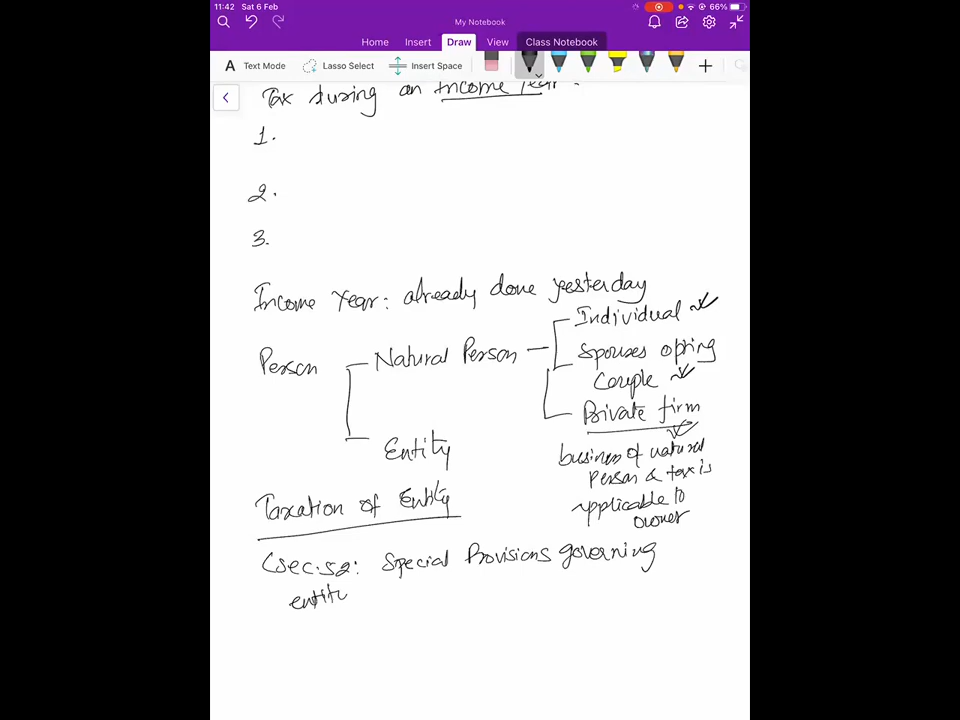 11:42 Sat 6 Feb
66%
My Notebook
Home Insert Draw View Class Notebook
A Text Mode Lasso Select Insert Space
Tax during an Income Year.
1.
2.
3.
Income Year: already done yesterday
Person
Natural Person
Individual
Spouses opting
Couple
Private firm
business of natural
person & tax is
applicable to
owner
Entity
Taxation of Entity
(sec.52: Special Provisions governing
entity